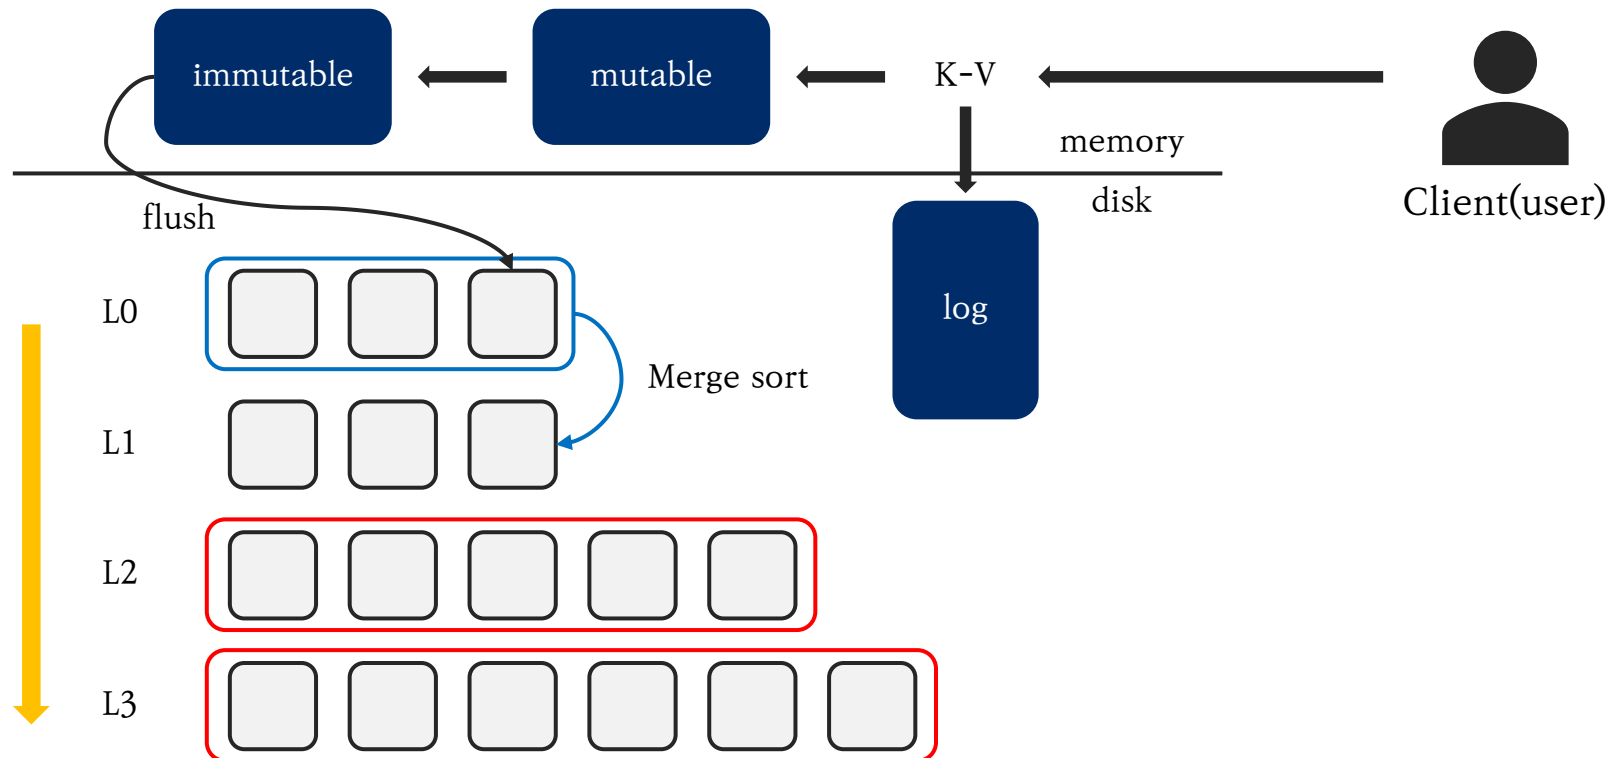 immutable
mutable
K-V
memory
disk
Client(user)
flush
log
L0
Merge sort
L1
L2
L3